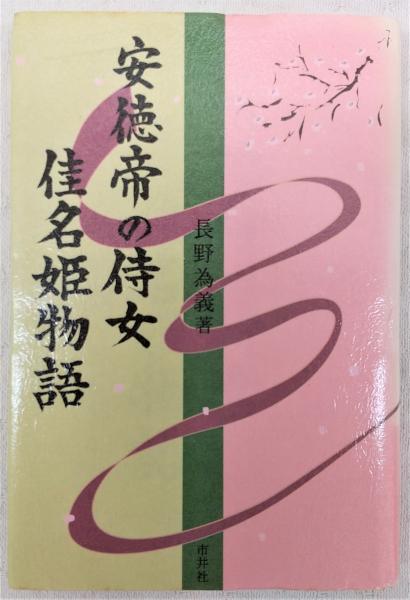 安徳帝の侍女
佳名姫物語
長野為義著
市井社